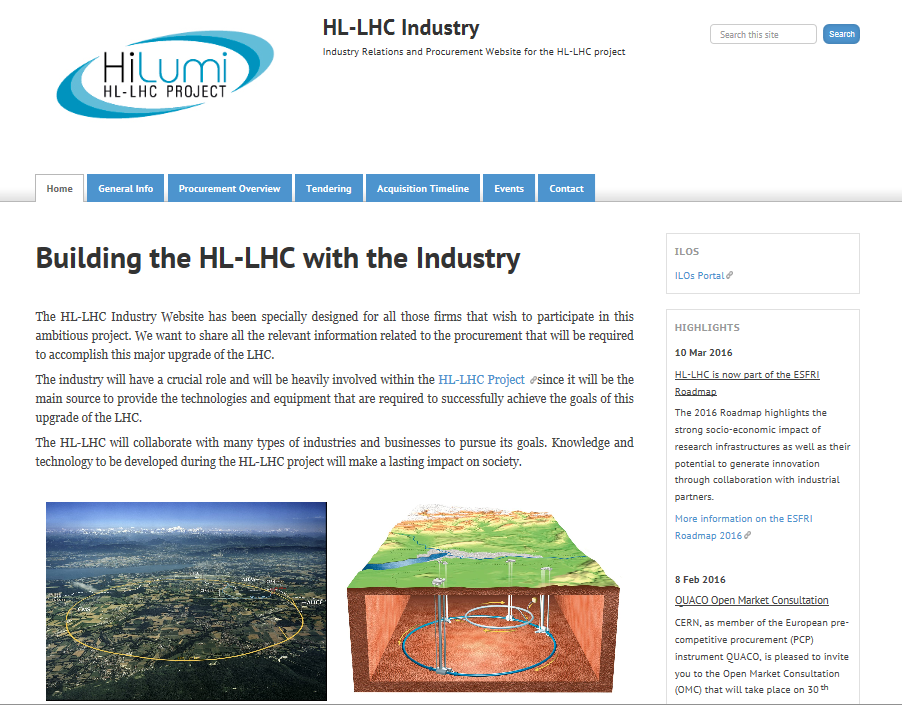 HiLumi
HL-LHC PROJECT
HL-LHC Industry
Industry Relations and Procurement Website for the HL-LHC project
Search this site
Search
Home
General Info
Procurement Overview
Tendering
Acquisition Timeline
Events
Contact
Building the HL-LHC with the Industry
The HL-LHC Industry Website has been specially designed for all those firms that wish to participate in this
ambitious project. We want to share all the relevant information related to the procurement that will be required
to accomplish this major upgrade of the LHC.
The industry will have a crucial role and will be heavily involved within the HL-LHC Project since it will be the
main source to provide the technologies and equipment that are required to successfully achieve the goals of this
upgrade of the LHC.
The HL-LHC will collaborate with many types of industries and businesses to pursue its goals. Knowledge and
technology to be developed during the HL-LHC project will make a lasting impact on society.
ILOS
ILOs Portal
HIGHLIGHTS
10 Mar 2016
HL-LHC is now part of the ESFRI
Roadmap
The 2016 Roadmap highlights the
strong socio-economic impact of
research infrastructures as well as their
potential to generate innovation
through collaboration with industrial
partners.
More information on the ESFRI
Roadmap 2016
8 Feb 2016
QUACO Open Market Consultation
CERN, as member of the European pre-
competitive procurement (PCP)
instrument QUACO, is pleased to invite
you to the Open Market Consultation
(OMC) that will take place on 30th